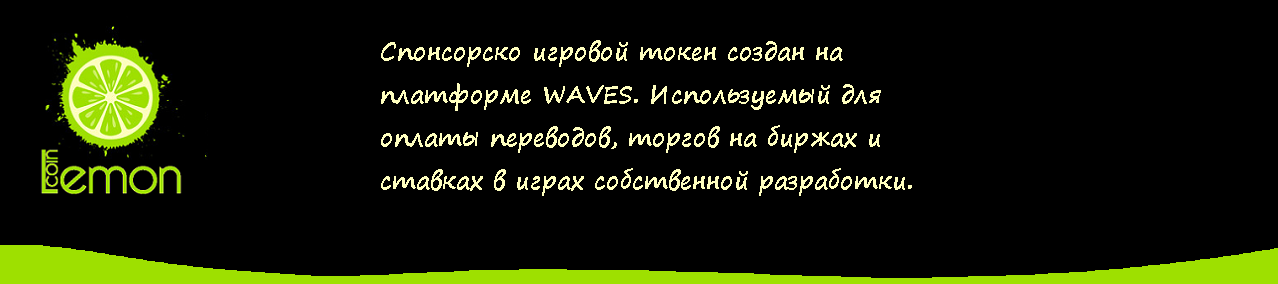 coin
Lemon
Спонсорско игровой токен создан на
платформе WAVES. Используемый для
оплаты переводов, торгов на биржах и
ставках в играх собственной разработки.